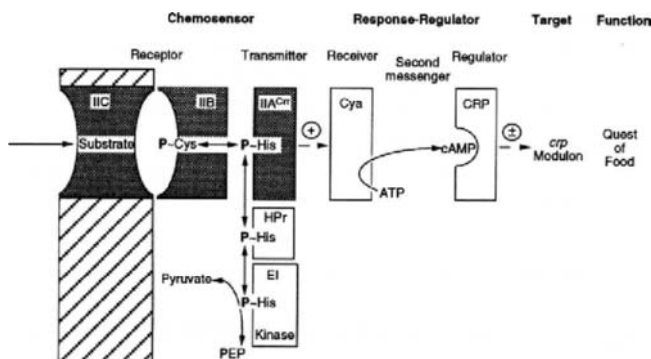 Chemosensor Response-Regulator Target Function
Receptor Transmitter Receiver Second messenger Regulator
IIC IIB IIACrr Cya CRP
Substrate P~Cys P~His + cAMP ± crp Modulon Quest of Food
ATP
HPr
P~His
EI
Pyruvate
P~His
Kinase
PEP